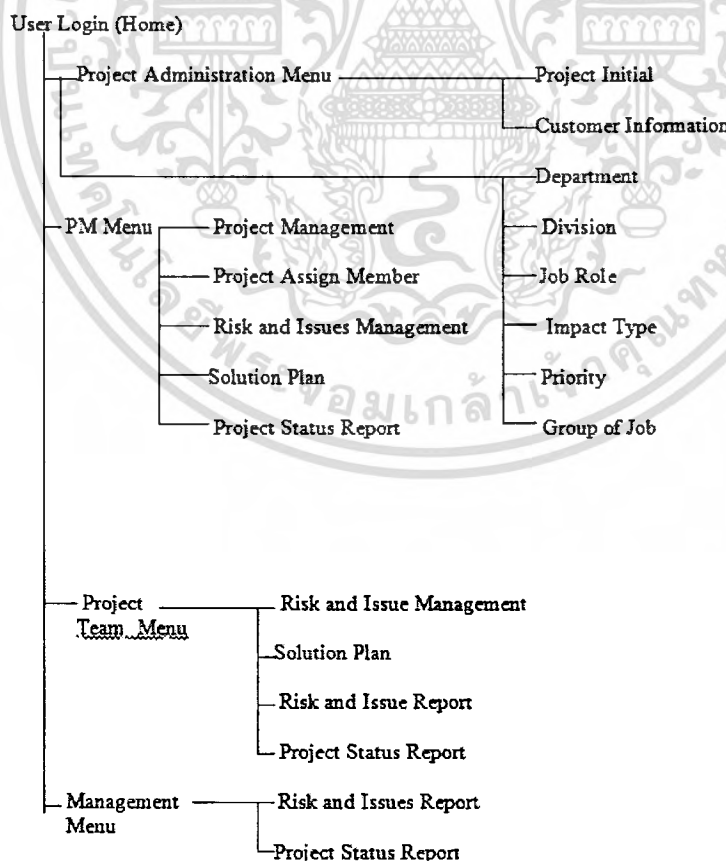 User Login (Home)
Project Administration Menu
Project Initial
Customer Information
Department
PM Menu
Project Management
Division
Project Assign Member
Job Role
Risk and Issues Management
Impact Type
Solution Plan
Priority
Project Status Report
Group of Job
Project
Team Menu
Risk and Issue Management
Solution Plan
Risk and Issue Report
Project Status Report
Management
Menu
Risk and Issues Report
Project Status Report